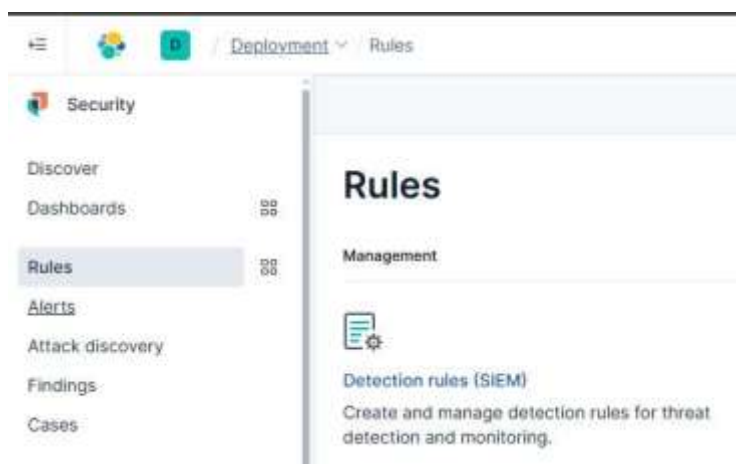 D / Deployment / Rules
Security
Discover
Dashboards
Rules
Alerts
Attack discovery
Findings
Cases
Rules
Management
Detection rules (SIEM)
Create and manage detection rules for threat
detection and monitoring.